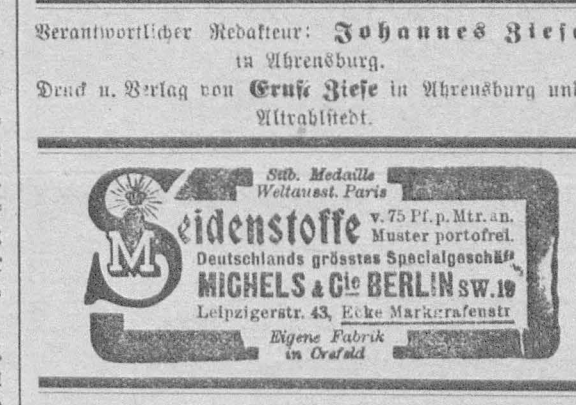 Verantwortlicher Redakteur: Johannes Ziese
in Ahrensburg.
Druck u. Verlag von Ernst Ziese in Ahrensburg und
Altrahlstedt.
Silb. Medaille
Weltausst. Paris
Seidenstoffe
v. 75 Pf. p. Mtr. an.
Muster portofrei.
Deutschlands grösstes Specialgeschäft
M
MICHELS & Cie BERLIN SW. 19
Leipzigerstr. 43, Ecke Markgrafenstr
Eigene Fabrik
in Crefeld